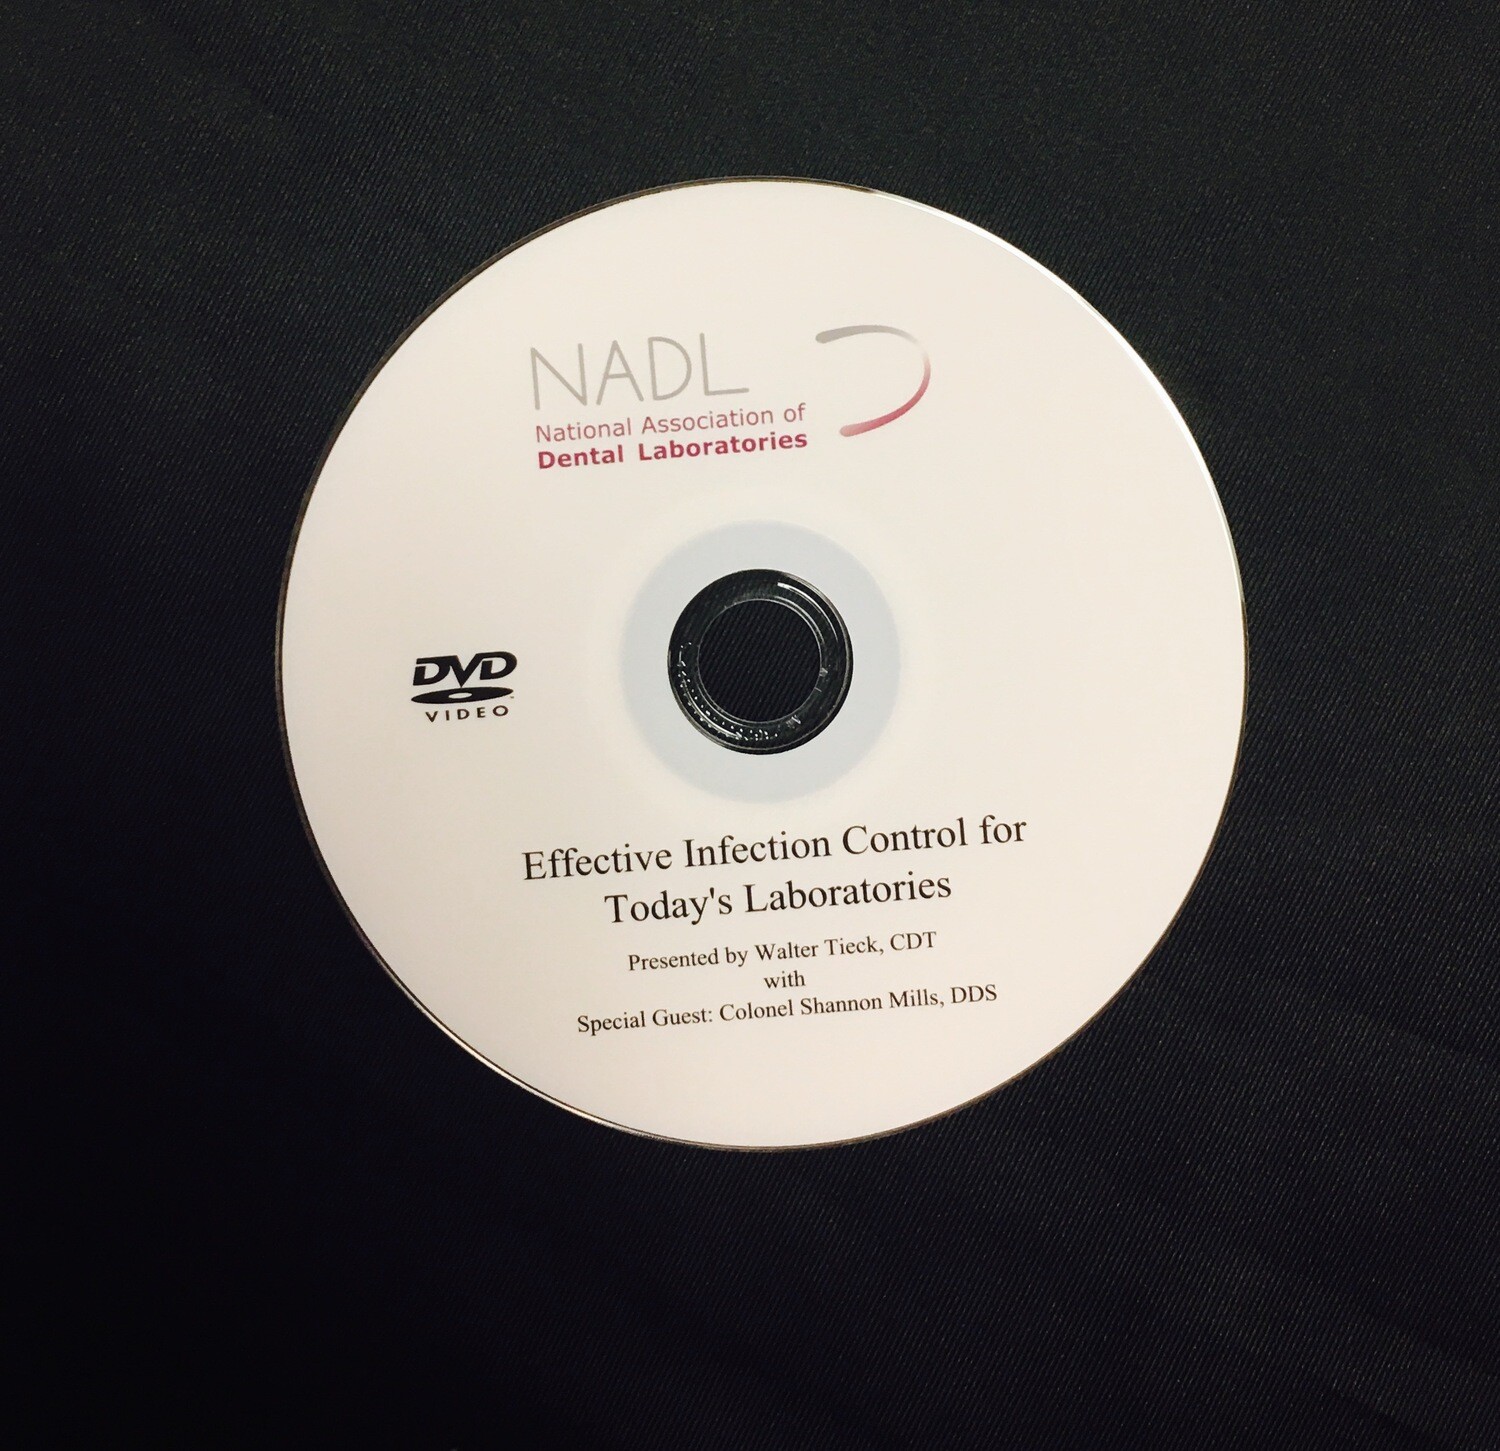 NADL
National Association of
Dental Laboratories
DVD
VIDEO
Effective Infection Control for
Today's Laboratories
Presented by Walter Tieck, CDT
with
Special Guest: Colonel Shannon Mills, DDS